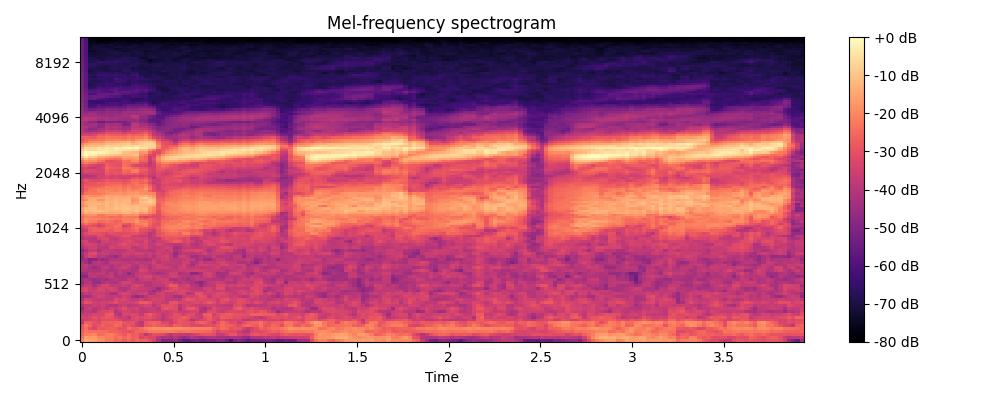 Mel-frequency spectrogram
Hz
8192
4096
2048
1024
512
0
0 0.5 1 1.5 2 2.5 3 3.5
Time
+0 dB
-10 dB
-20 dB
-30 dB
-40 dB
-50 dB
-60 dB
-70 dB
-80 dB